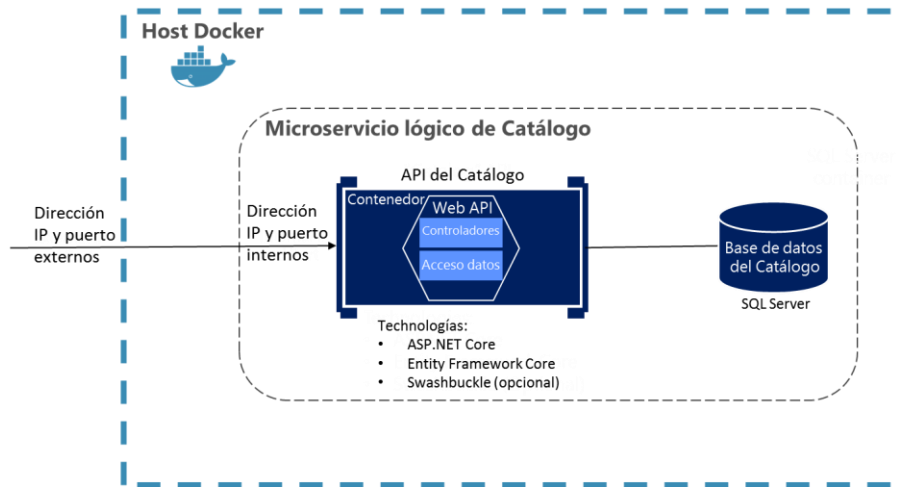 Host Docker
Microservicio lógico de Catálogo
API del Catálogo
Contenedor
Web API
Controladores
Acceso datos
Dirección
IP y puerto
externos
Dirección
IP y puerto
internos
Base de datos
del Catálogo
SQL Server
Technologías:
• ASP.NET Core
• Entity Framework Core
• Swashbuckle (opcional)